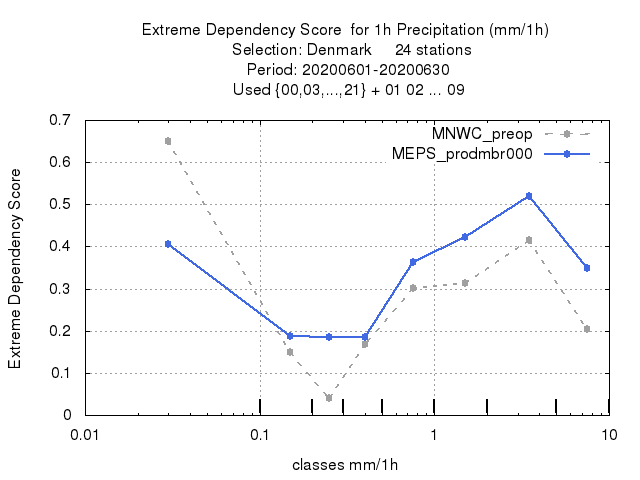 Extreme Dependency Score  for 1h Precipitation (mm/1h)
Selection: Denmark     24 stations
Period: 20200601-20200630
Used {00,03,...,21} + 01 02 ... 09
MNWC_preop
MEPS_prodmbr000
Extreme Dependency Score
0.7
0.6
0.5
0.4
0.3
0.2
0.1
0
0.01 0.1 1 10
classes mm/1h